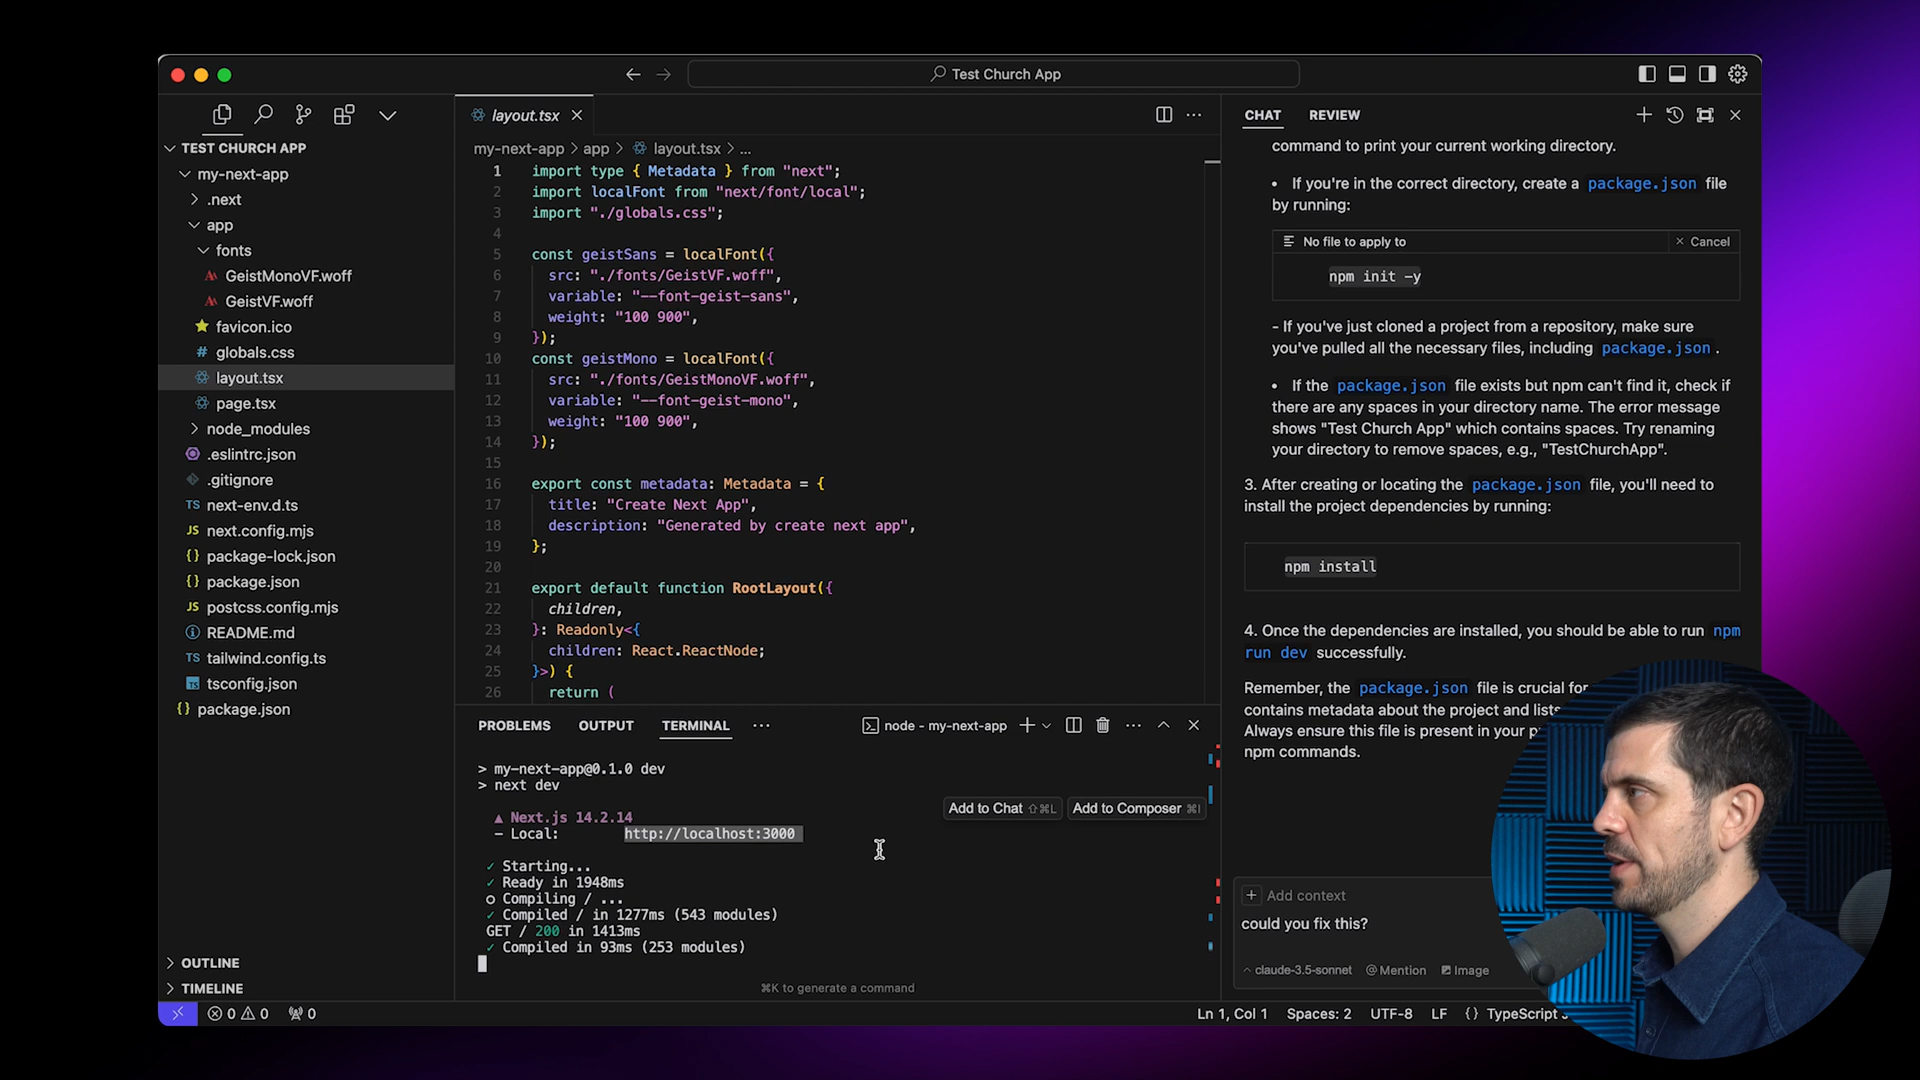 Test Church App
TEST CHURCH APP
my-next-app
.next
app
fonts
GeistMonoVF.woff
GeistVF.woff
favicon.ico
# globals.css
layout.tsx
page.tsx
node_modules
.eslintrc.json
.gitignore
TS next-env.d.ts
JS next.config.mjs
{} package-lock.json
{} package.json
JS postcss.config.mjs
README.md
TS tailwind.config.ts
TS tsconfig.json
{} package.json
OUTLINE
TIMELINE
layout.tsx
my-next-app > app > layout.tsx > ...
1 import type { Metadata } from "next";
2 import localFont from "next/font/local";
3 import "./globals.css";
4
5 const geistSans = localFont({
6 src: "./fonts/GeistVF.woff",
7 variable: "--font-geist-sans",
8 weight: "100 900",
9 });
10 const geistMono = localFont({
11 src: "./fonts/GeistMonoVF.woff",
12 variable: "--font-geist-mono",
13 weight: "100 900",
14 });
15
16 export const metadata: Metadata = {
17 title: "Create Next App",
18 description: "Generated by create next app",
19 };
20
21 export default function RootLayout({
22 children,
23 }: Readonly<{
24 children: React.ReactNode;
25 }>) {
26 return (
PROBLEMS OUTPUT TERMINAL ... node - my-next-app
> my-next-app@0.1.0 dev
> next dev
Add to Chat ⇧⌘L Add to Composer ⌘I
▲ Next.js 14.2.14
- Local: http://localhost:3000
✓ Starting...
✓ Ready in 1948ms
○ Compiling / ...
✓ Compiled / in 1277ms (543 modules)
GET / 200 in 1413ms
✓ Compiled in 93ms (253 modules)
⌘K to generate a command
CHAT REVIEW
command to print your current working directory.
• If you're in the correct directory, create a package.json file
by running:
No file to apply to × Cancel
npm init -y
- If you've just cloned a project from a repository, make sure
you've pulled all the necessary files, including package.json .
• If the package.json file exists but npm can't find it, check if
there are any spaces in your directory name. The error message
shows "Test Church App" which contains spaces. Try renaming
your directory to remove spaces, e.g., "TestChurchApp".
3. After creating or locating the package.json file, you'll need to
install the project dependencies by running:
npm install
4. Once the dependencies are installed, you should be able to run npm
run dev successfully.
Remember, the package.json file is crucial for
contains metadata about the project and lists
Always ensure this file is present in your
npm commands.
+ Add context
could you fix this?
claude-3.5-sonnet @Mention Image
0 0 0 Ln 1, Col 1 Spaces: 2 UTF-8 LF {} TypeScript